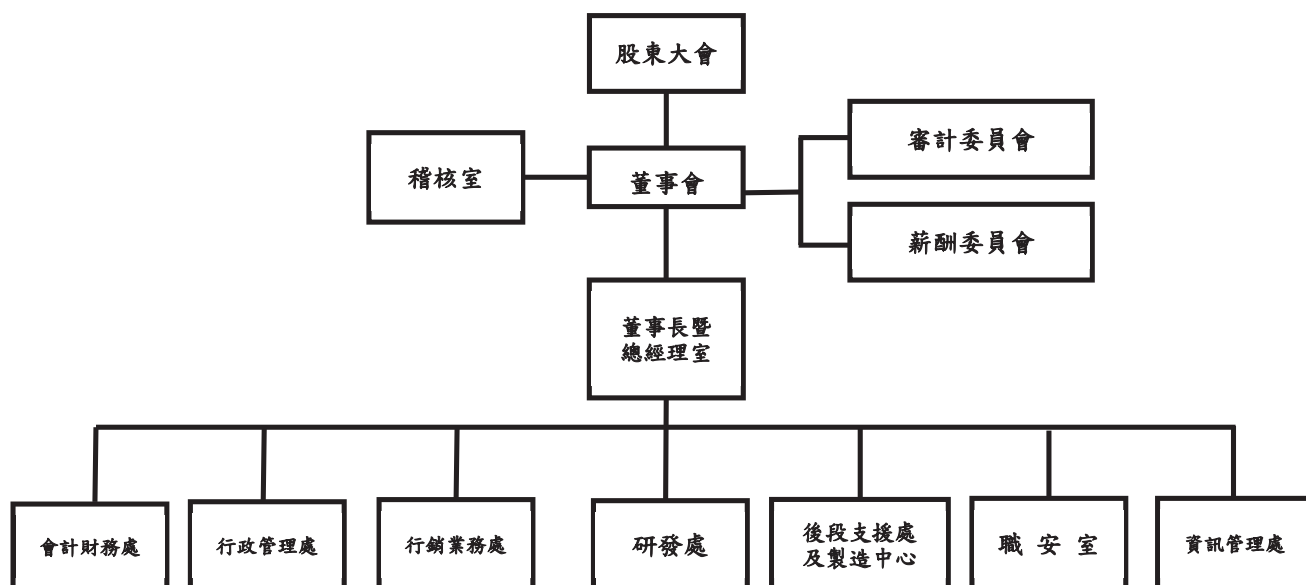 股東大會
審計委員會
稽核室
董事會
薪酬委員會
董事長暨
總經理室
會計財務處
行政管理處
行銷業務處
研發處
後段支援處
及製造中心
職安室
資訊管理處